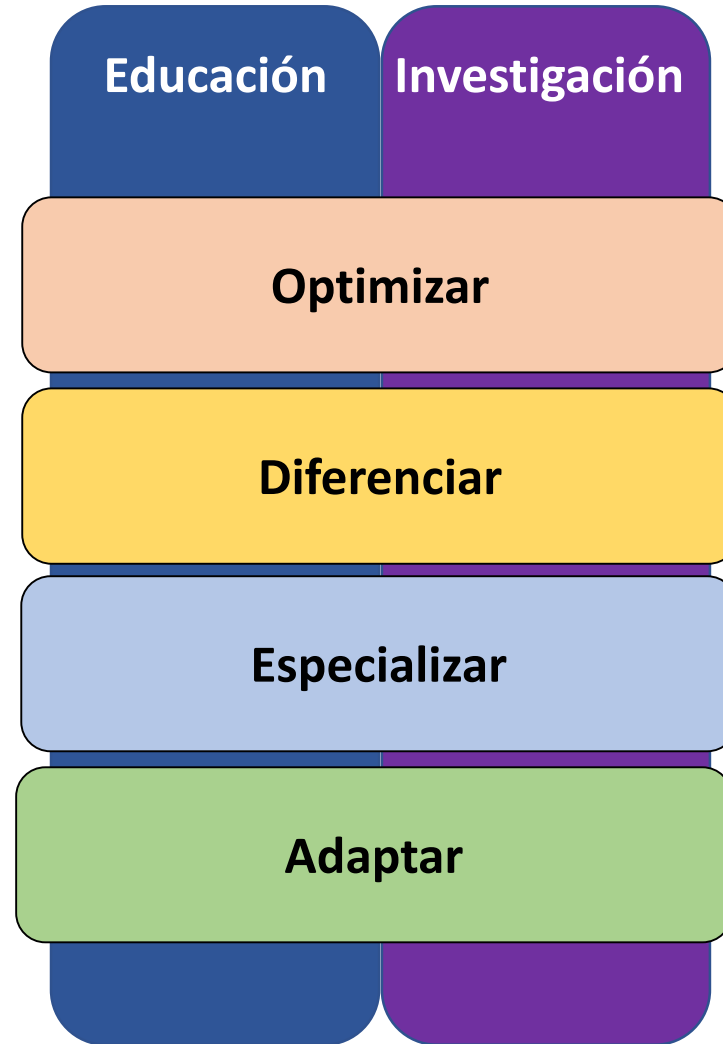 Educación
Investigación
Optimizar
Diferenciar
Especializar
Adaptar